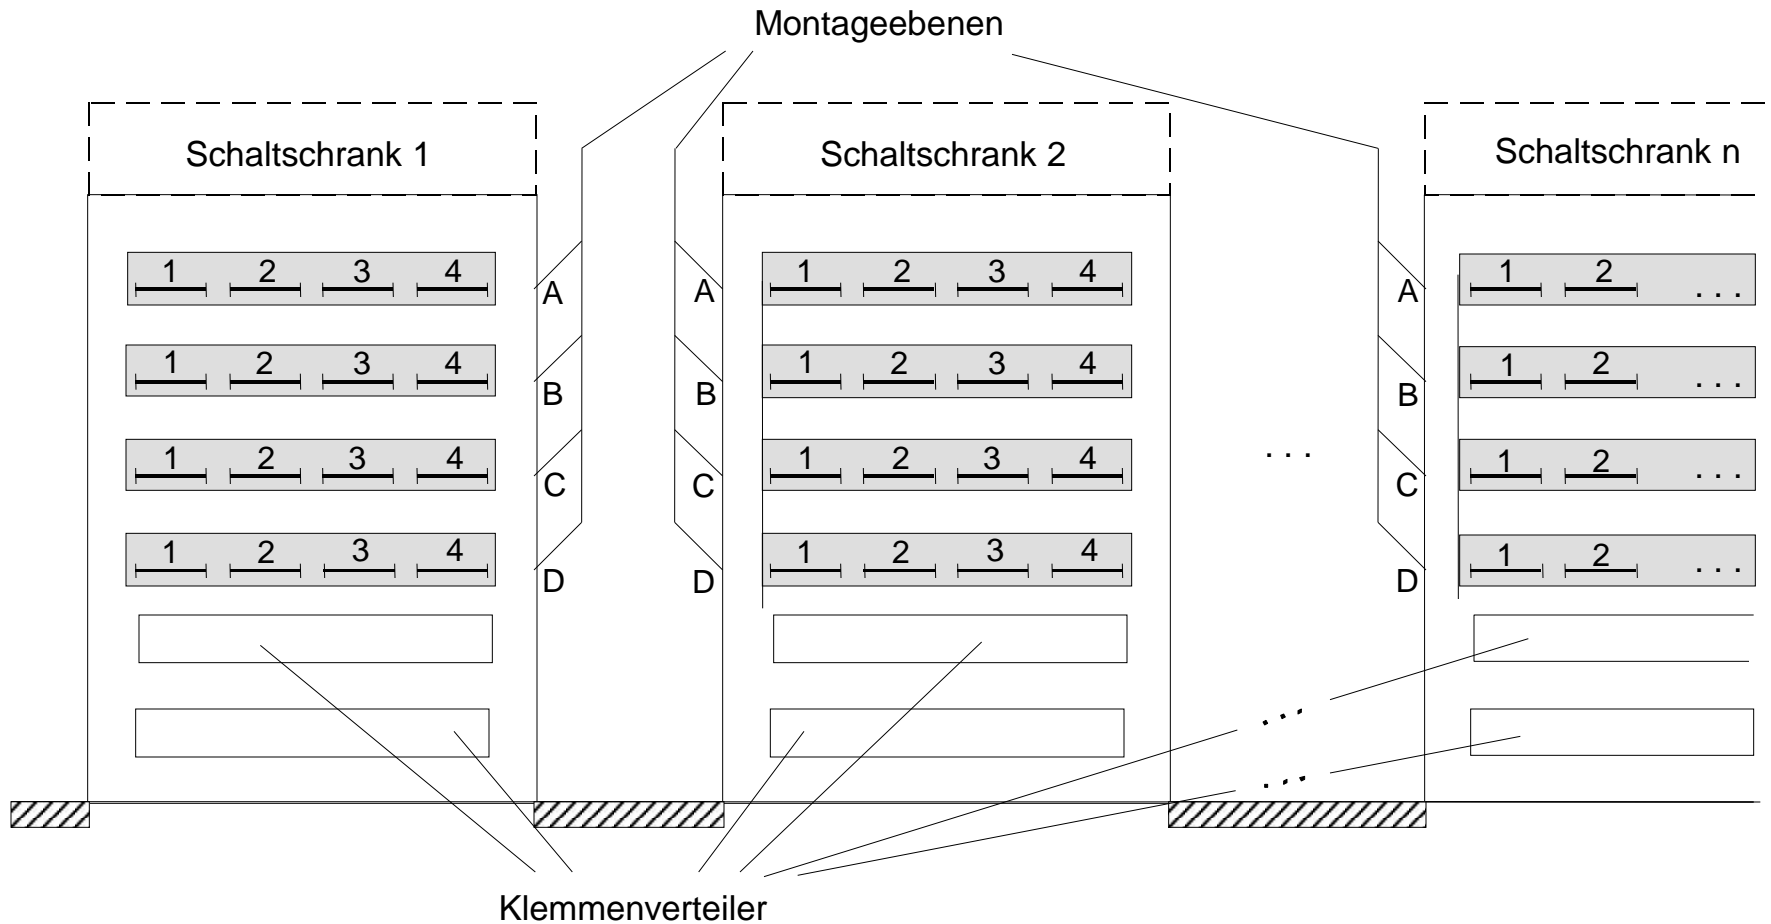 Montageebenen
Schaltschrank 1 Schaltschrank 2 Schaltschrank n
1 2 3 4 A A 1 2 3 4 A 1 2 . . .
1 2 3 4 B B 1 2 3 4 B 1 2 . . .
. . .
1 2 3 4 C C 1 2 3 4 C 1 2 . . .
1 2 3 4 D D 1 2 3 4 D 1 2 . . .
. . .
. . .
Klemmenverteiler